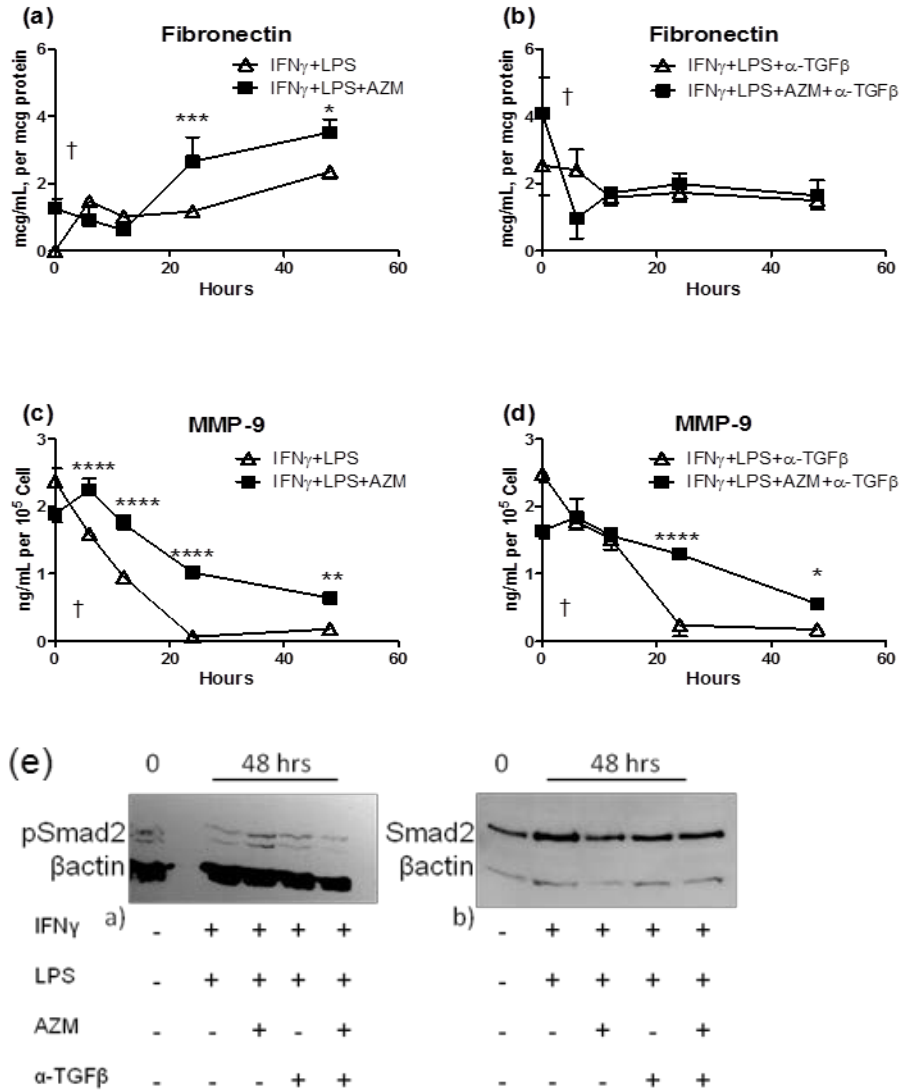 (a)
Fibronectin
IFNγ+LPS
IFNγ+LPS+AZM
mcg/mL, per mcg protein
6
4
2
0
†
***
*
0 20 40 60
Hours
(b)
Fibronectin
IFNγ+LPS+α-TGFβ
IFNγ+LPS+AZM+α-TGFβ
mcg/mL, per mcg protein
6
4
2
0
†
0 20 40 60
Hours
(c)
MMP-9
IFNγ+LPS
IFNγ+LPS+AZM
ng/mL per 10⁵ Cell
3
2
1
0
****
****
****
**
†
0 20 40 60
Hours
(d)
MMP-9
IFNγ+LPS+α-TGFβ
IFNγ+LPS+AZM+α-TGFβ
ng/mL per 10⁵ Cell
3
2
1
0
****
*
†
0 20 40 60
Hours
(e)
0 48 hrs
pSmad2
βactin
a)
0 48 hrs
Smad2
βactin
b)
IFNγ - + + + + - + + + +
LPS - + + + + - + + + +
AZM - - + - + - - + - +
α-TGFβ - - - + + - - - + +